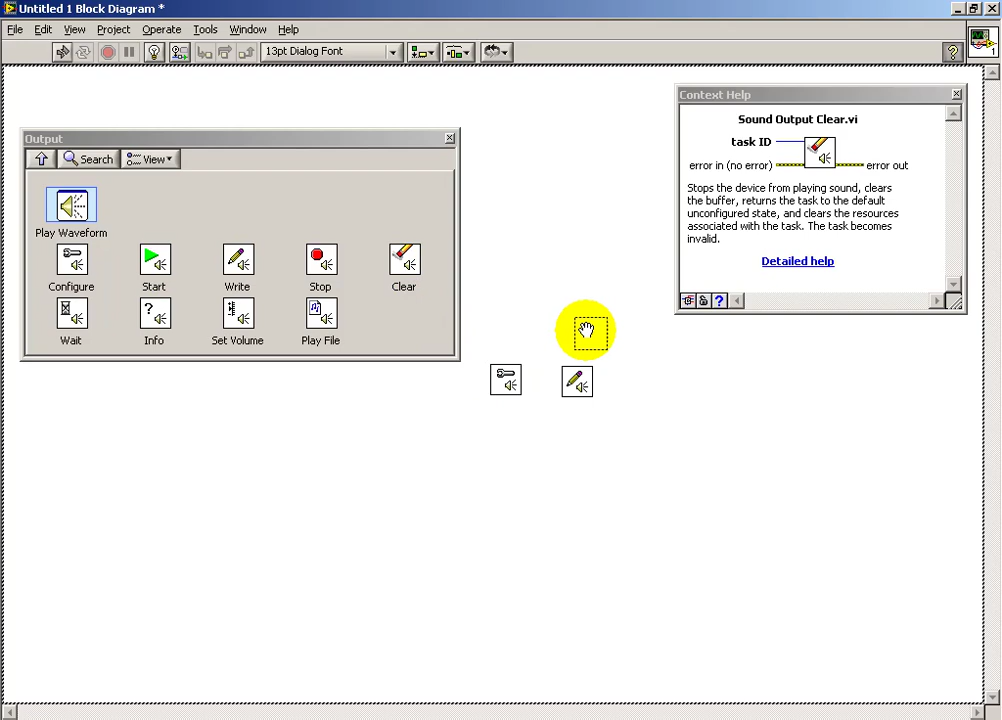 Untitled 1 Block Diagram *
File Edit View Project Operate Tools Window Help
13pt Dialog Font
1
Output
Search View
Play Waveform
Configure Start Write Stop Clear
Wait Info Set Volume Play File
Context Help
Sound Output Clear.vi
task ID
error in (no error) error out
Stops the device from playing sound, clears
the buffer, returns the task to the default
unconfigured state, and clears the resources
associated with the task. The task becomes
invalid.
Detailed help